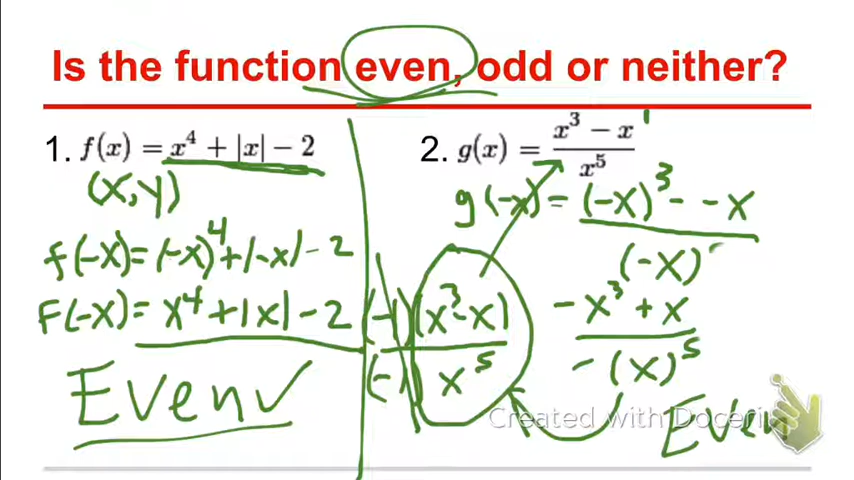 Is the function even, odd or neither?
1. f(x) = x⁴ + |x| − 2
(x,y)
f(-x)=(-x)⁴+|-x|-2
F(-x)= x⁴+|x|-2
Even✓
2. g(x) = (x³ − x)/x⁵
g(-x)= ((-x)³- -x)/(-x)
(-x³+x)/(-(x)⁵)
(-1)(x³-x)/(-1)x⁵
Even
Created with Doceri